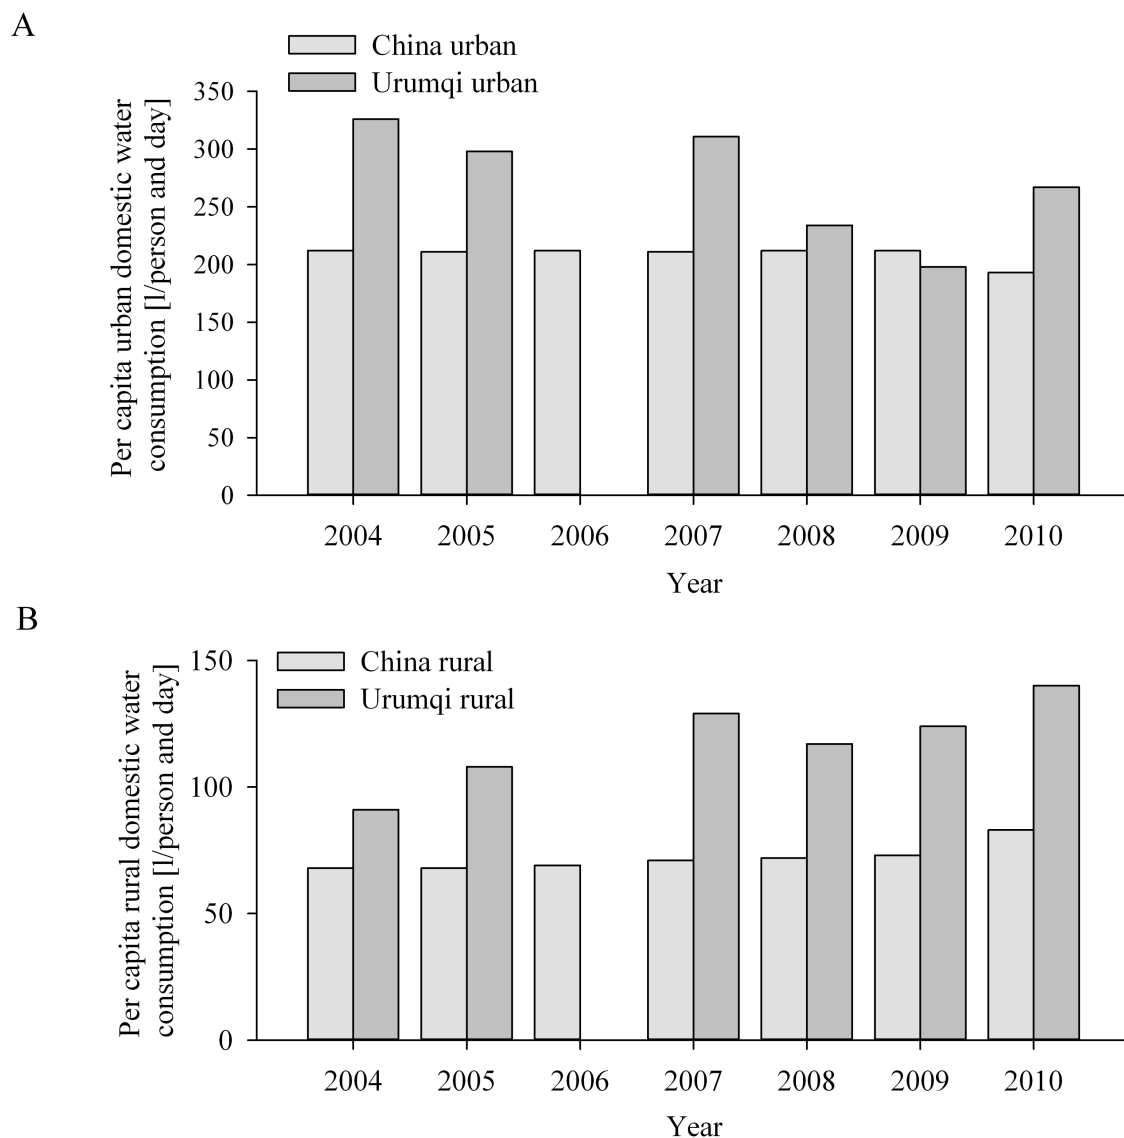 A
China urban
Urumqi urban
Per capita urban domestic water
consumption [l/person and day]
350
300
250
200
150
100
50
0
2004 2005 2006 2007 2008 2009 2010
Year
B
China rural
Urumqi rural
Per capita rural domestic water
consumption [l/person and day]
150
100
50
0
2004 2005 2006 2007 2008 2009 2010
Year